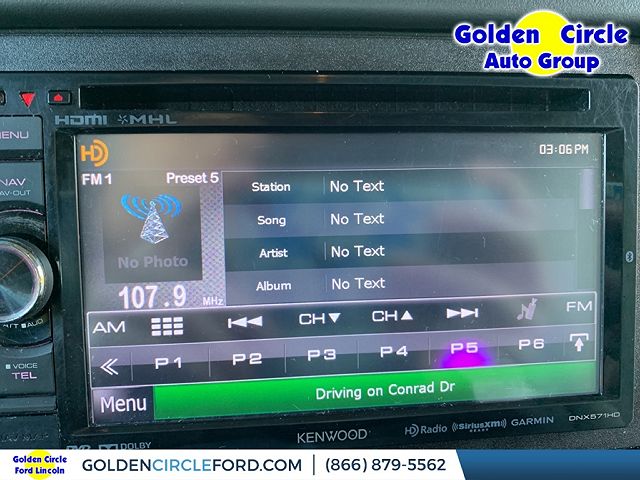 Golden Circle
Auto Group
HDMI MHL
MENU
HD
03:06 PM
FM 1
Preset 5
Station No Text
NAV
Song No Text
Artist No Text
No Photo
Album No Text
107.9 MHz
AM CH▼ CH▲ FM
P1 P2 P3 P4 P5 P6
VOICE
TEL
Menu
Driving on Conrad Dr
DNX571HD
DOLBY
KENWOOD
HD Radio
((SiriusXM))
GARMIN
Golden Circle
Ford Lincoln
GOLDENCIRCLEFORD.COM
(866) 879-5562